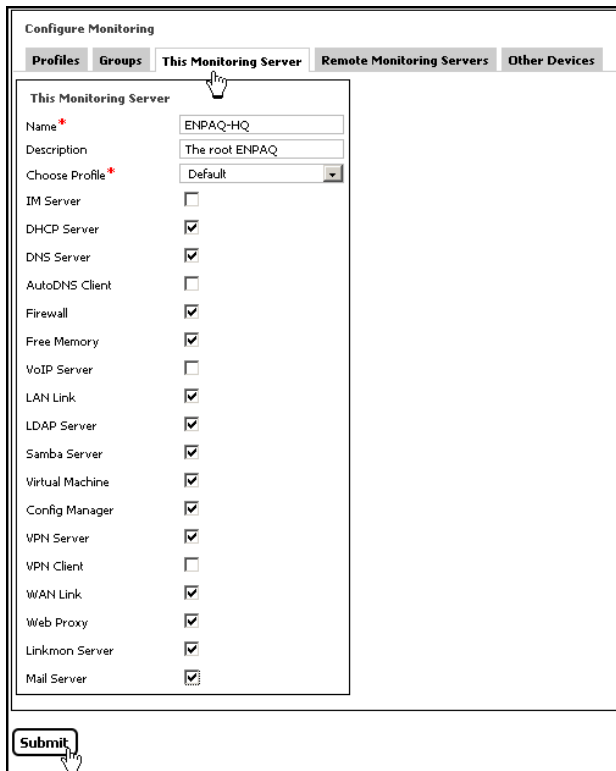 Configure Monitoring
Profiles Groups This Monitoring Server Remote Monitoring Servers Other Devices
This Monitoring Server
Name* ENPAQ-HQ
Description The root ENPAQ
Choose Profile* Default
IM Server
DHCP Server
DNS Server
AutoDNS Client
Firewall
Free Memory
VoIP Server
LAN Link
LDAP Server
Samba Server
Virtual Machine
Config Manager
VPN Server
VPN Client
WAN Link
Web Proxy
Linkmon Server
Mail Server
Submit